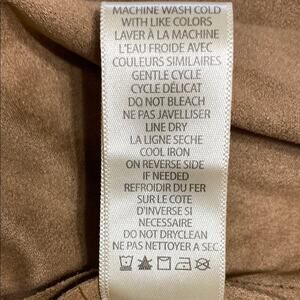 MACHINE WASH COLD
WITH LIKE COLORS
LAVER À LA MACHINE
L'EAU FROIDE AVEC
COULEURS SIMILAIRES
GENTLE CYCLE
CYCLE DÉLICAT
DO NOT BLEACH
NE PAS JAVELLISER
LINE DRY
LA LIGNE SECHE
COOL IRON
ON REVERSE SIDE
IF NEEDED
REFROIDIR DU FER
SUR LE COTE
D'INVERSE SI
NÉCESSAIRE
DO NOT DRYCLEAN
NE PAS NETTOYER A SEC